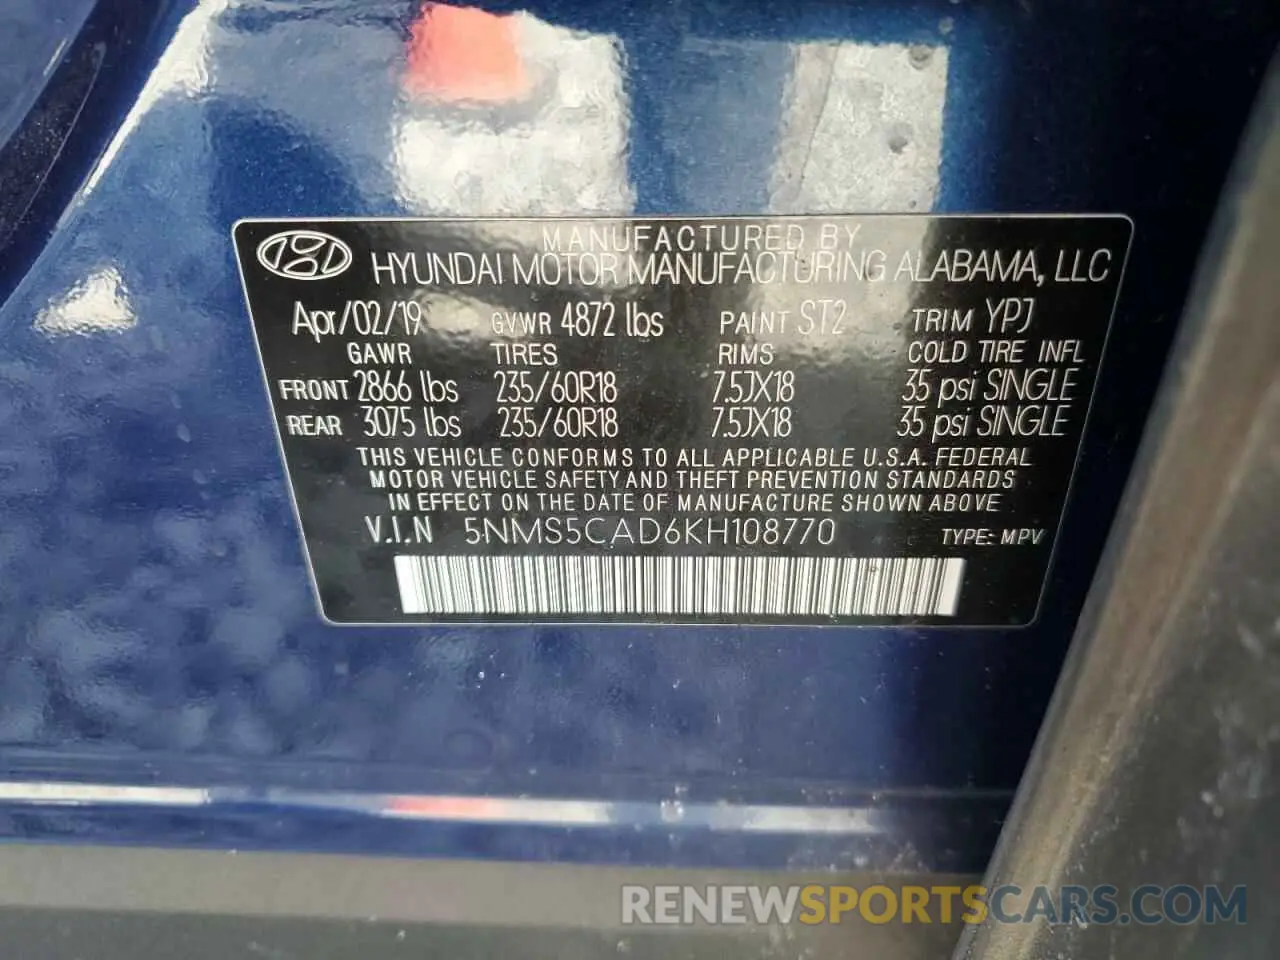 MANUFACTURED BY
HYUNDAI MOTOR MANUFACTURING ALABAMA, LLC
Apr/02/19 GVWR 4872 lbs PAINT ST2 TRIM YPJ
GAWR TIRES RIMS COLD TIRE INFL
FRONT 2866 lbs 235/60R18 7.5JX18 35 psi SINGLE
REAR 3075 lbs 235/60R18 7.5JX18 35 psi SINGLE
THIS VEHICLE CONFORMS TO ALL APPLICABLE U.S.A. FEDERAL
MOTOR VEHICLE SAFETY AND THEFT PREVENTION STANDARDS
IN EFFECT ON THE DATE OF MANUFACTURE SHOWN ABOVE
V.I.N 5NMS5CAD6KH108770 TYPE: MPV
RENEWSPORTSCARS.COM